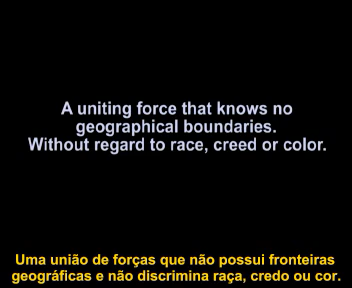 A uniting force that knows no
geographical boundaries.
Without regard to race, creed or color.
Uma união de forças que não possui fronteiras
geográficas e não discrimina raça, credo ou cor.